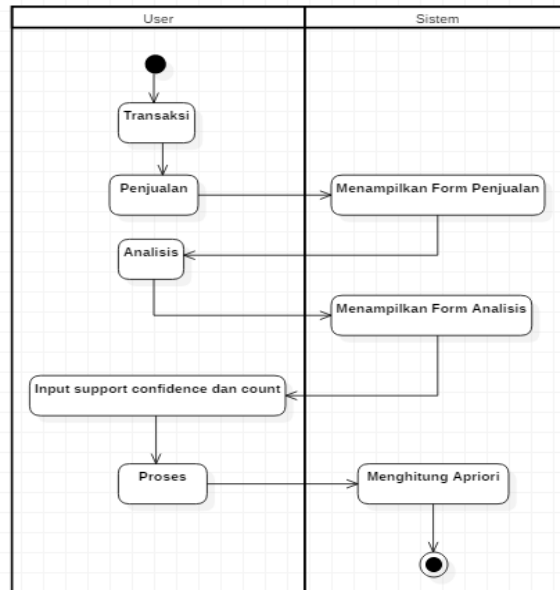 User
Sistem
Transaksi
Penjualan
Menampilkan Form Penjualan
Analisis
Menampilkan Form Analisis
Input support confidence dan count
Proses
Menghitung Apriori